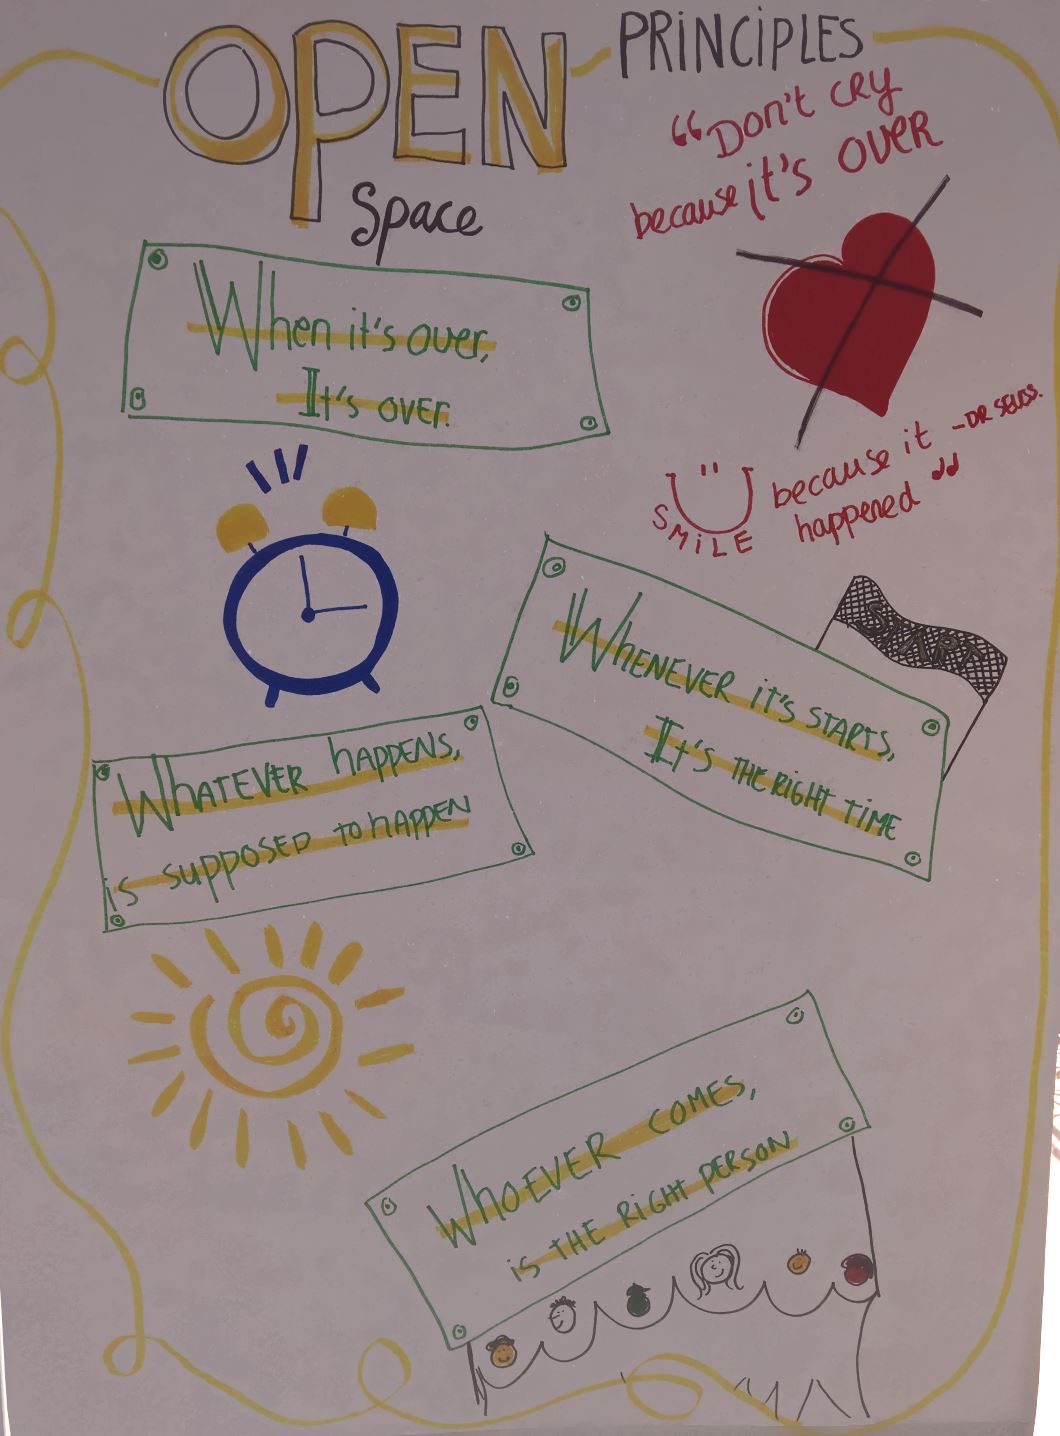 OPEN PRINCIPLES
Space
"Don't cry
because it's over
SMILE because it - DR SEUSS.
happened"
When it's over,
It's over.
START
Whenever it's starts,
It's the right time
Whatever happens,
is supposed to happen
Whoever comes,
is the right person